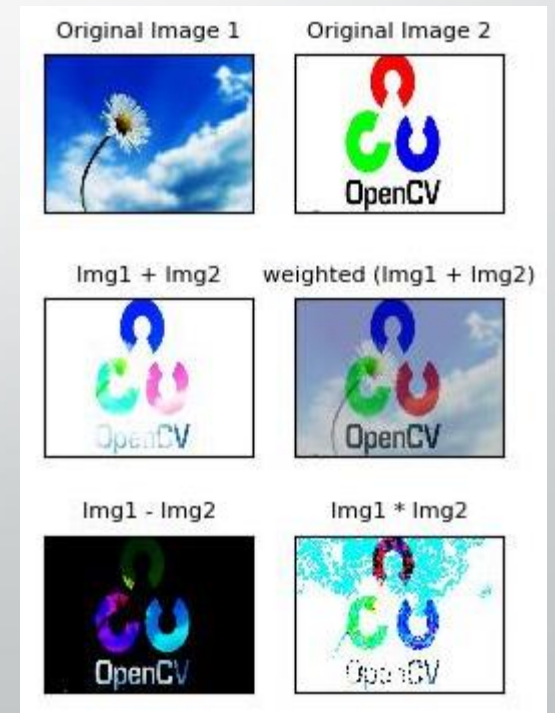 Original Image 1
Original Image 2
OpenCV
Img1 + Img2
weighted (Img1 + Img2)
OpenCV
OpenCV
Img1 - Img2
Img1 * Img2
OpenCV
OpenCV